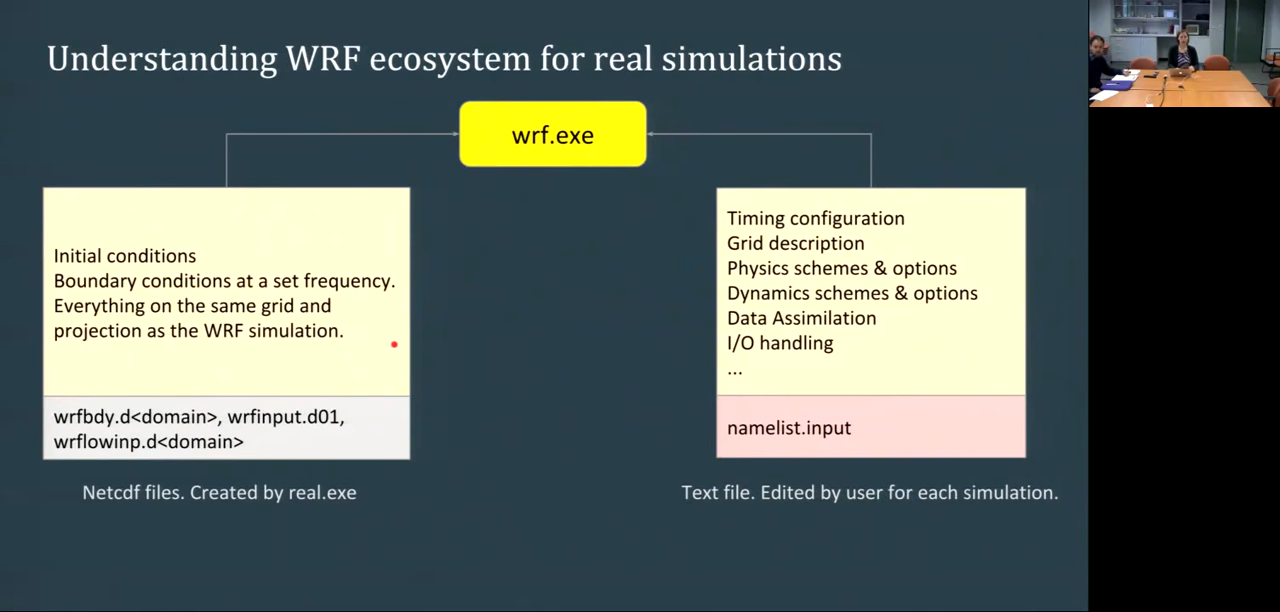 Understanding WRF ecosystem for real simulations
wrf.exe
Initial conditions
Boundary conditions at a set frequency.
Everything on the same grid and
projection as the WRF simulation.
wrfbdy.d<domain>, wrfinput.d01,
wrflowinp.d<domain>
Netcdf files. Created by real.exe
Timing configuration
Grid description
Physics schemes & options
Dynamics schemes & options
Data Assimilation
I/O handling
...
namelist.input
Text file. Edited by user for each simulation.